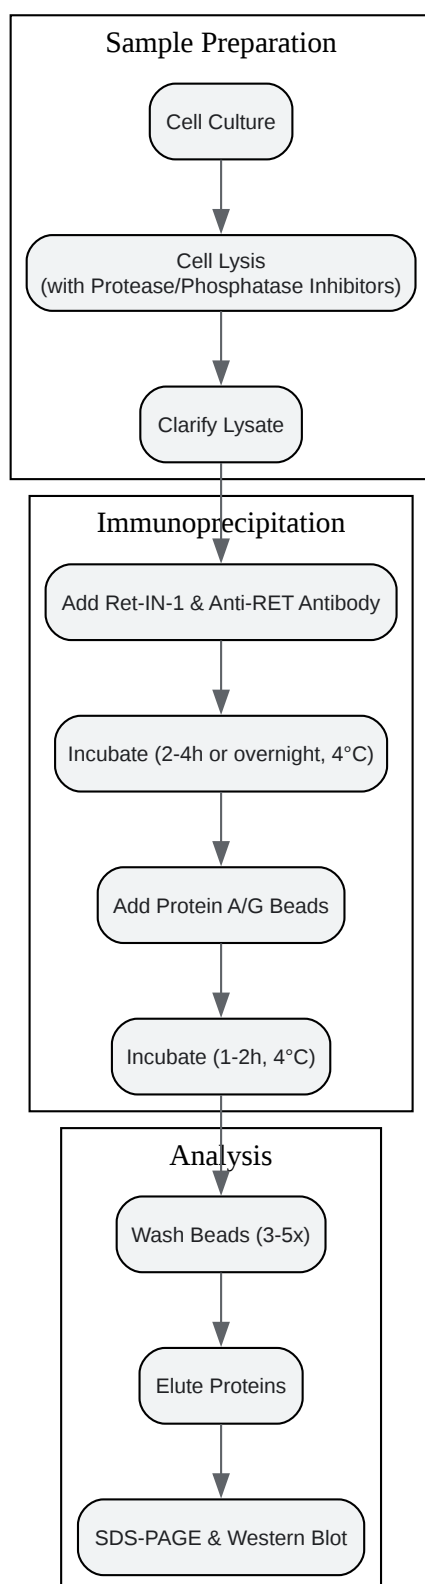 Sample Preparation
Cell Culture
Cell Lysis
(with Protease/Phosphatase Inhibitors)
Clarify Lysate
Immunoprecipitation
Add Ret-IN-1 & Anti-RET Antibody
Incubate (2-4h or overnight, 4°C)
Add Protein A/G Beads
Incubate (1-2h, 4°C)
Analysis
Wash Beads (3-5x)
Elute Proteins
SDS-PAGE & Western Blot